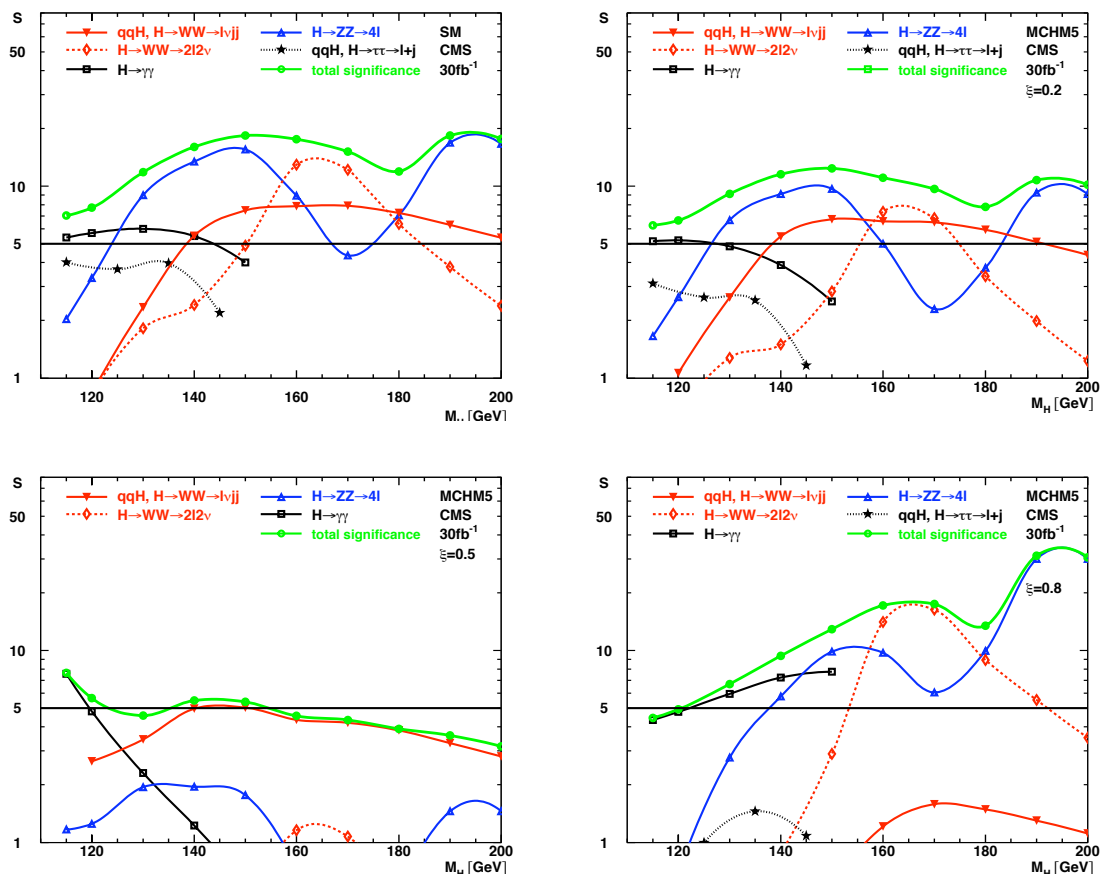 S
50
10
5
1
qqH, H→WW→lνjj
H→WW→2l2ν
H→γγ
H→ZZ→4l
qqH, H→ττ→l+j
total significance
SM
CMS
30fb⁻¹
120 140 160 180 200
M.. [GeV]
S
50
10
5
1
qqH, H→WW→lνjj
H→WW→2l2ν
H→γγ
H→ZZ→4l
qqH, H→ττ→l+j
total significance
MCHM5
CMS
30fb⁻¹
ξ=0.2
120 140 160 180 200
M_H [GeV]
S
50
10
5
1
qqH, H→WW→lνjj
H→WW→2l2ν
H→ZZ→4l
H→γγ
total significance
MCHM5
CMS
30fb⁻¹
ξ=0.5
120 140 160 180 200
M_H [GeV]
S
50
10
5
1
qqH, H→WW→lνjj
H→WW→2l2ν
H→γγ
H→ZZ→4l
qqH, H→ττ→l+j
total significance
MCHM5
CMS
30fb⁻¹
ξ=0.8
120 140 160 180 200
M_H [GeV]